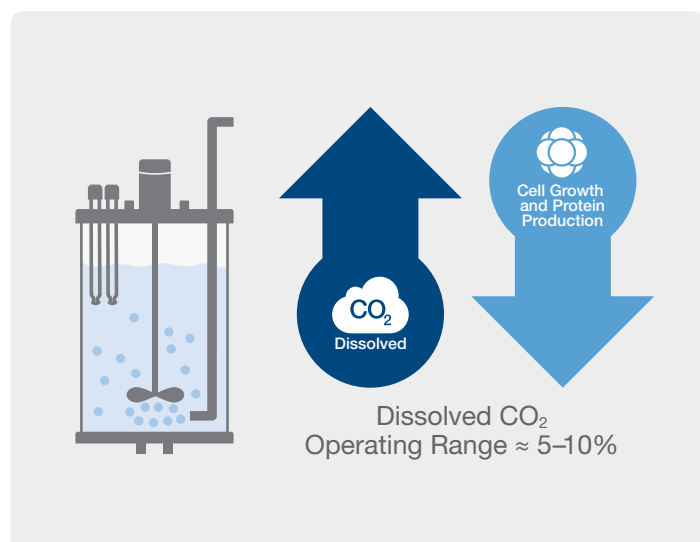 CO₂
Dissolved
Cell Growth
and Protein
Production
Dissolved CO₂
Operating Range ≈ 5–10%